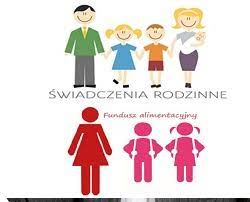 ŚWIADCZENIA RODZINNE
Fundusz alimentacyjny